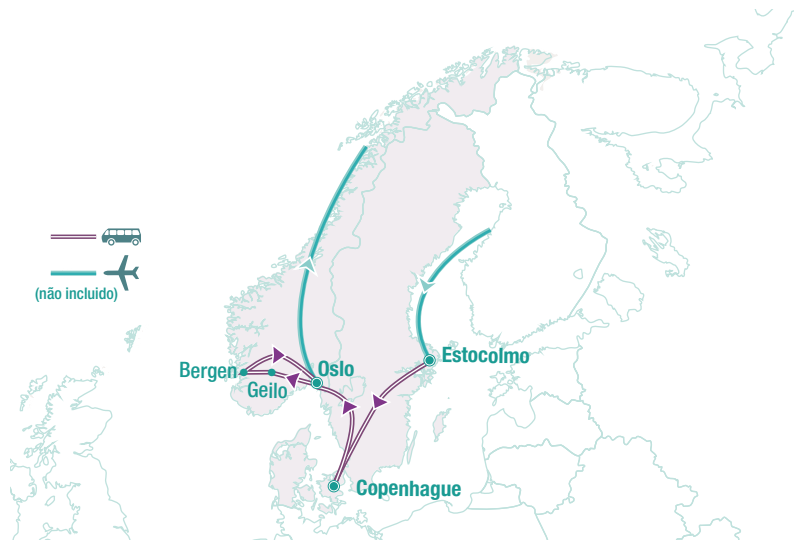 (não incluido)
Estocolmo
Oslo
Bergen
Geilo
Copenhague